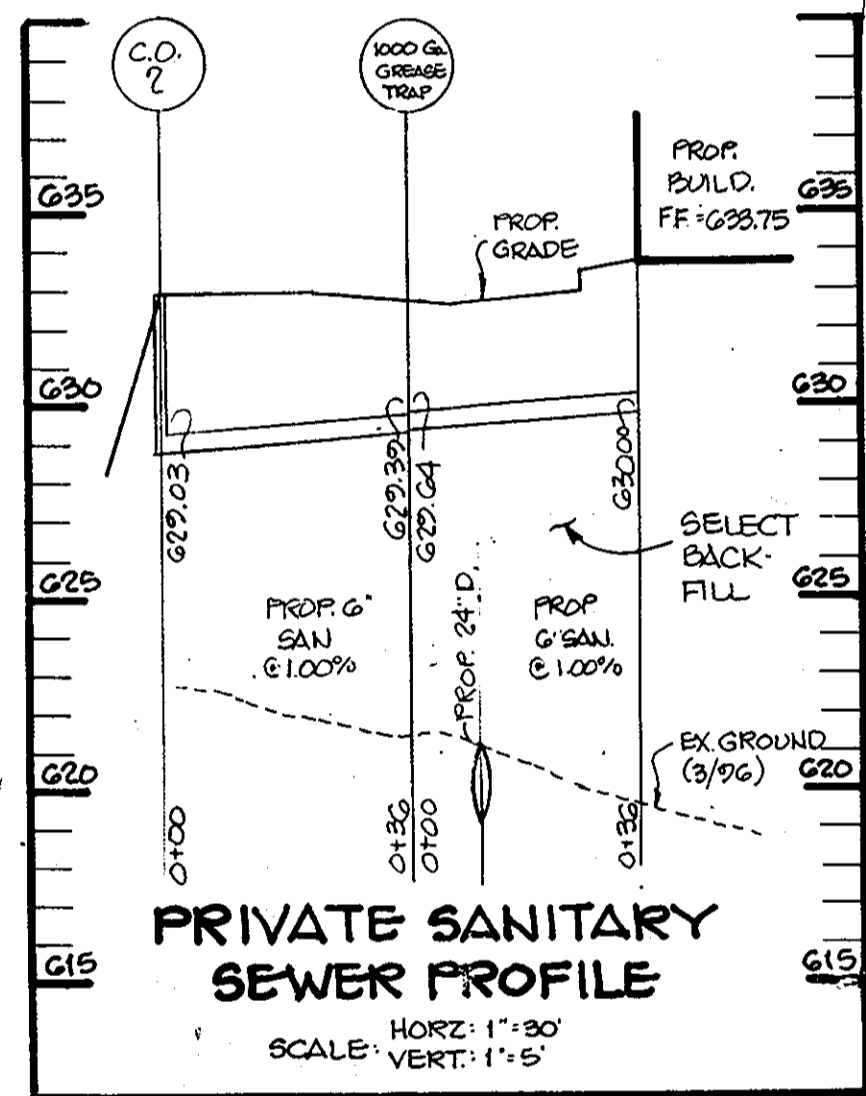 C.O.
2
1000 Ga.
GREASE
TRAP
PROP.
BUILD.
F.F.=633.75
PROP.
GRADE
635
635
630
630
629.03
629.39
629.64
630.00
SELECT
BACK-
FILL
625
625
PROP. 6"
SAN
@ 1.00%
PROP. 24" D.
PROP
6" SAN.
@ 1.00%
EX. GROUND
(3/96)
620
620
0+00
0+36
0+00
0+36
PRIVATE SANITARY
SEWER PROFILE
615
615
SCALE: HORZ: 1"=30'
VERT.: 1"=5'